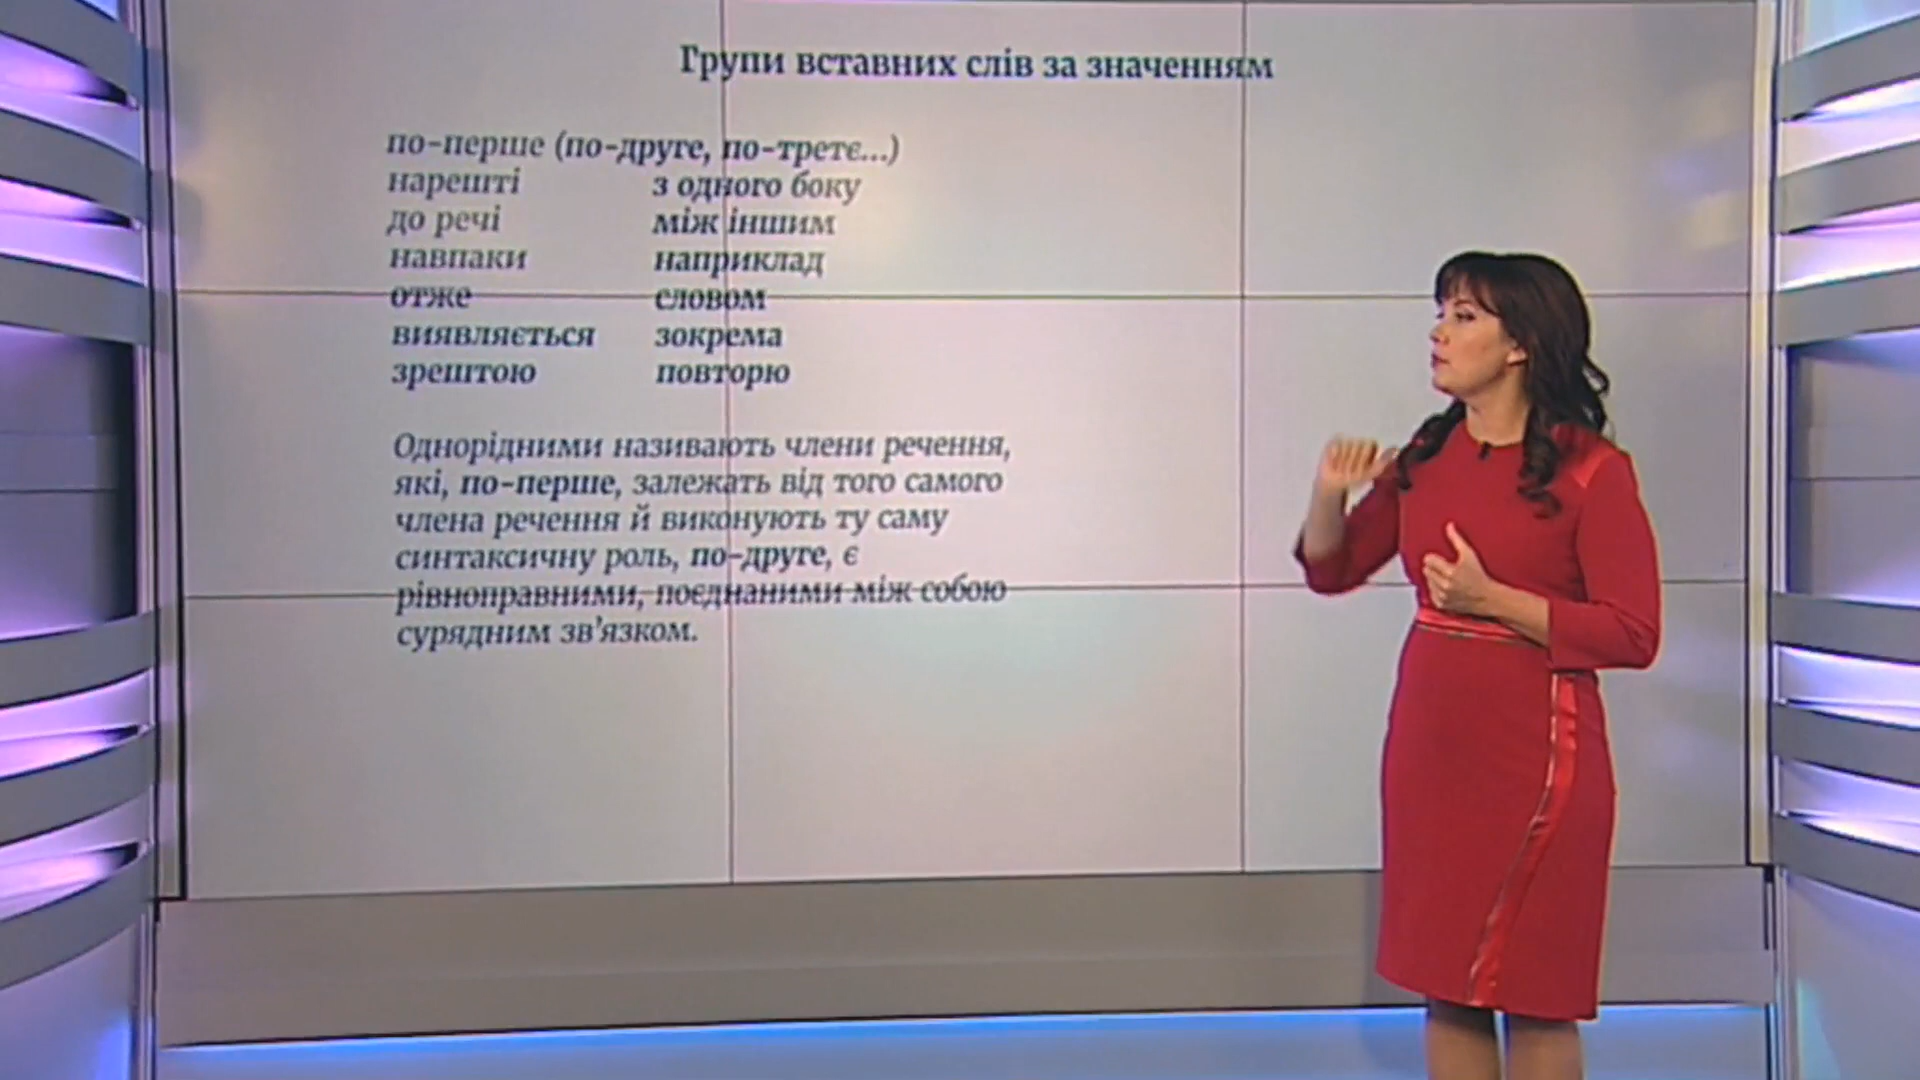 Групи вставних слів за значенням
по-перше (по-друге, по-третє...)
нарешті з одного боку
до речі між іншим
навпаки наприклад
отже словом
виявляється зокрема
зрештою повторю
Однорідними називають члени речення,
які, по-перше, залежать від того самого
члена речення й виконують ту саму
синтаксичну роль, по-друге, є
рівноправними, поєднаними між собою
сурядним зв’язком.